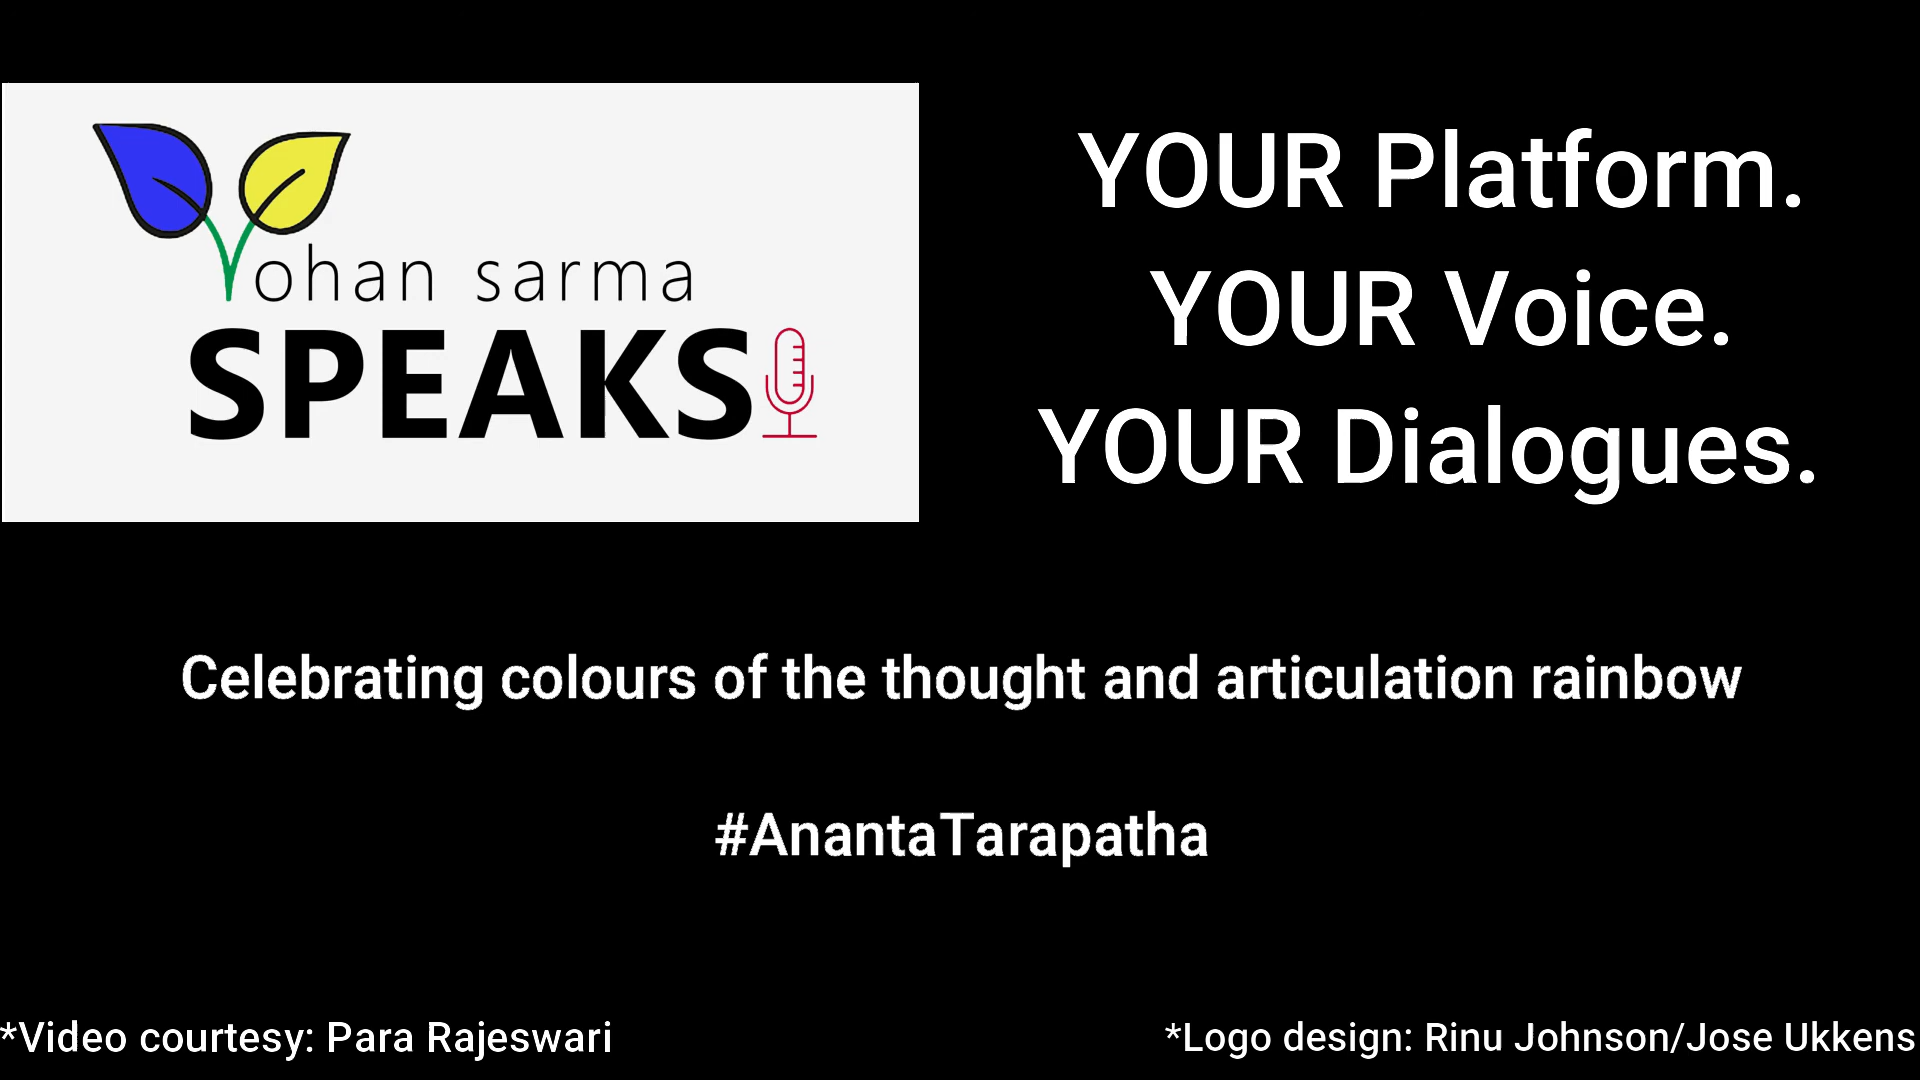 Yohan sarma
SPEAKS
YOUR Platform.
YOUR Voice.
YOUR Dialogues.
Celebrating colours of the thought and articulation rainbow
#AnantaTarapatha
*Video courtesy: Para Rajeswari
*Logo design: Rinu Johnson/Jose Ukkens